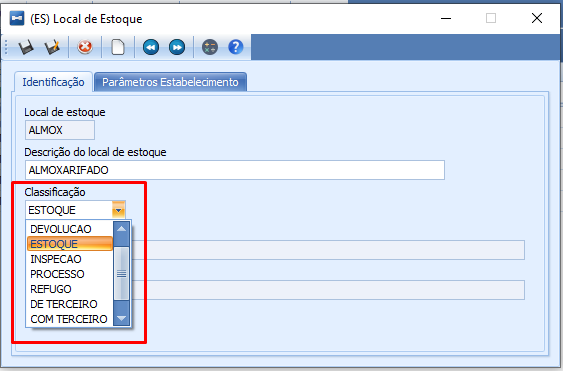 (ES) Local de Estoque
Identificação
Parâmetros Estabelecimento
Local de estoque
ALMOX
Descrição do local de estoque
ALMOXARIFADO
Classificação
ESTOQUE
DEVOLUCAO
ESTOQUE
INSPECAO
PROCESSO
REFUGO
DE TERCEIRO
COM TERCEIRO